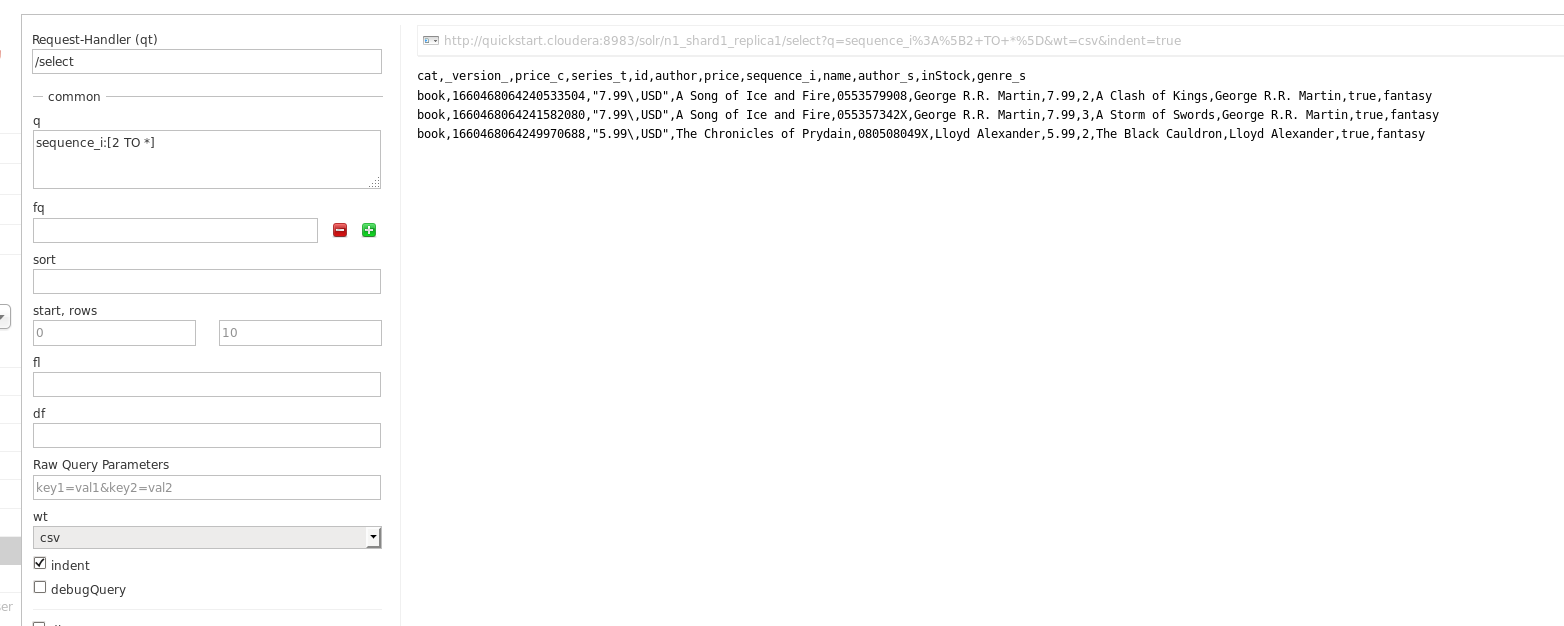 Request-Handler (qt)
/select
common
q
sequence_i:[2 TO *]
fq
sort
start, rows
0 10
fl
df
Raw Query Parameters
key1=val1&key2=val2
wt
csv
indent
debugQuery
ser
http://quickstart.cloudera:8983/solr/n1_shard1_replica1/select?q=sequence_i%3A%5B2+TO+*%5D&wt=csv&indent=true
cat,_version_,price_c,series_t,id,author,price,sequence_i,name,author_s,inStock,genre_s
book,1660468064240533504,"7.99\,USD",A Song of Ice and Fire,0553579908,George R.R. Martin,7.99,2,A Clash of Kings,George R.R. Martin,true,fantasy
book,1660468064241582080,"7.99\,USD",A Song of Ice and Fire,055357342X,George R.R. Martin,7.99,3,A Storm of Swords,George R.R. Martin,true,fantasy
book,1660468064249970688,"5.99\,USD",The Chronicles of Prydain,080508049X,Lloyd Alexander,5.99,2,The Black Cauldron,Lloyd Alexander,true,fantasy